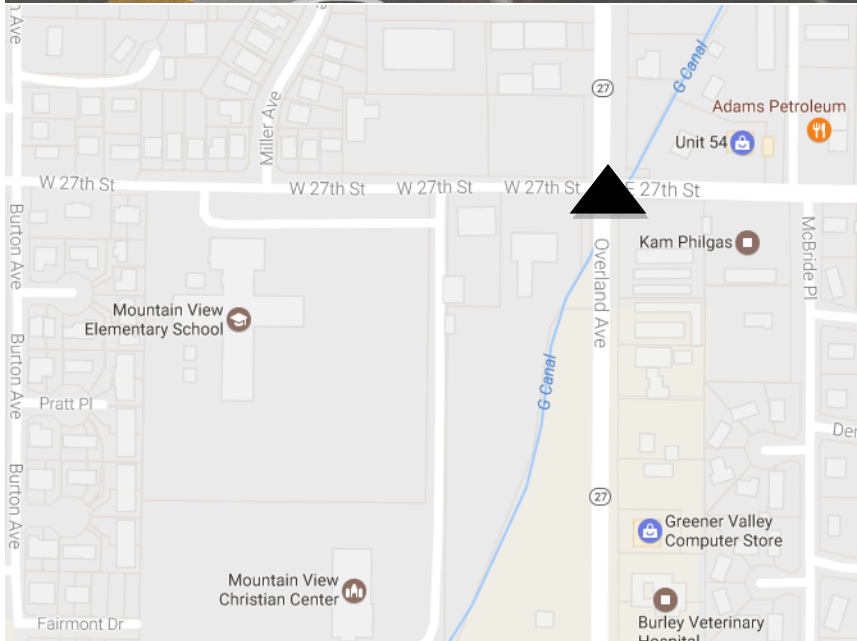 n Ave
27
G Canal
Adams Petroleum
Unit 54
Miller Ave
W 27th St
W 27th St
W 27th St
W 27th St
E 27th St
Burton Ave
Kam Philgas
McBride Pl
Overland Ave
Mountain View
Elementary School
Burton Ave
G Canal
Pratt Pl
Der
Burton Ave
27
Greener Valley
Computer Store
Mountain View
Christian Center
Fairmont Dr
Burley Veterinary
Hospital